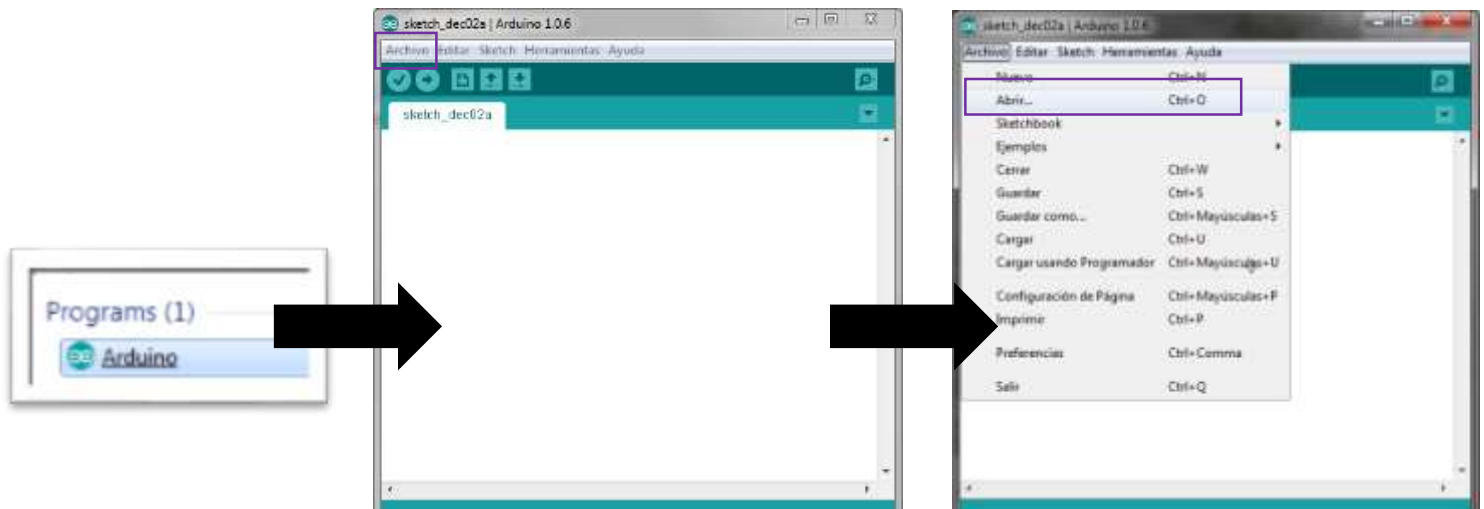 Programs (1)
Arduino
sketch_dec02a | Arduino 1.0.6
Archivo Editar Sketch Herramientas Ayuda
sketch_dec02a
sketch_dec02a | Arduino 1.0.6
Archivo Editar Sketch Herramientas Ayuda
Nuevo Ctrl+N
Abrir... Ctrl+O
Sketchbook
Ejemplos
Cerrar Ctrl+W
Guardar Ctrl+S
Guardar como... Ctrl+Mayúsculas+S
Cargar Ctrl+U
Cargar usando Programador Ctrl+Mayúsculas+U
Configuración de Página Ctrl+Mayúsculas+P
Imprimir Ctrl+P
Preferencias Ctrl+Comma
Salir Ctrl+Q